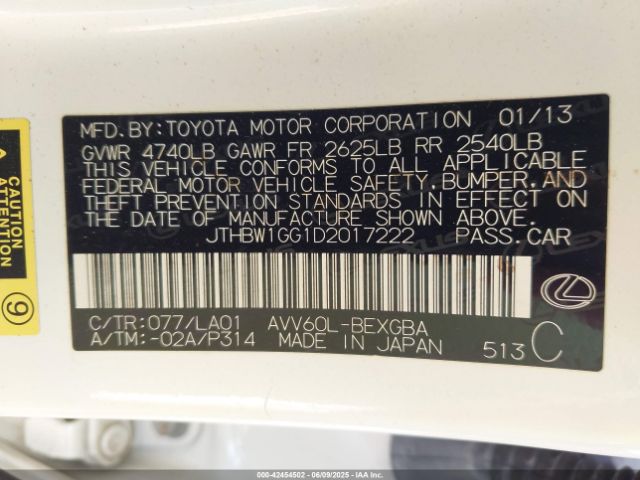 MFD.BY:TOYOTA MOTOR CORPORATION 01/13
GVWR 4740LB GAWR FR 2625LB RR 2540LB
THIS VEHICLE CONFORMS TO ALL APPLICABLE
FEDERAL MOTOR VEHICLE SAFETY,BUMPER,AND
THEFT PREVENTION STANDARDS IN EFFECT ON
THE DATE OF MANUFACTURE SHOWN ABOVE.
JTHBW1GG1D2017222 PASS.CAR
C/TR:077/LA01 AVV60L-BEXGBA
A/TM:-02A/P314 MADE IN JAPAN 513 C
ATTENTION
9
000-42454502 | 06/09/2025 | IAA Inc.